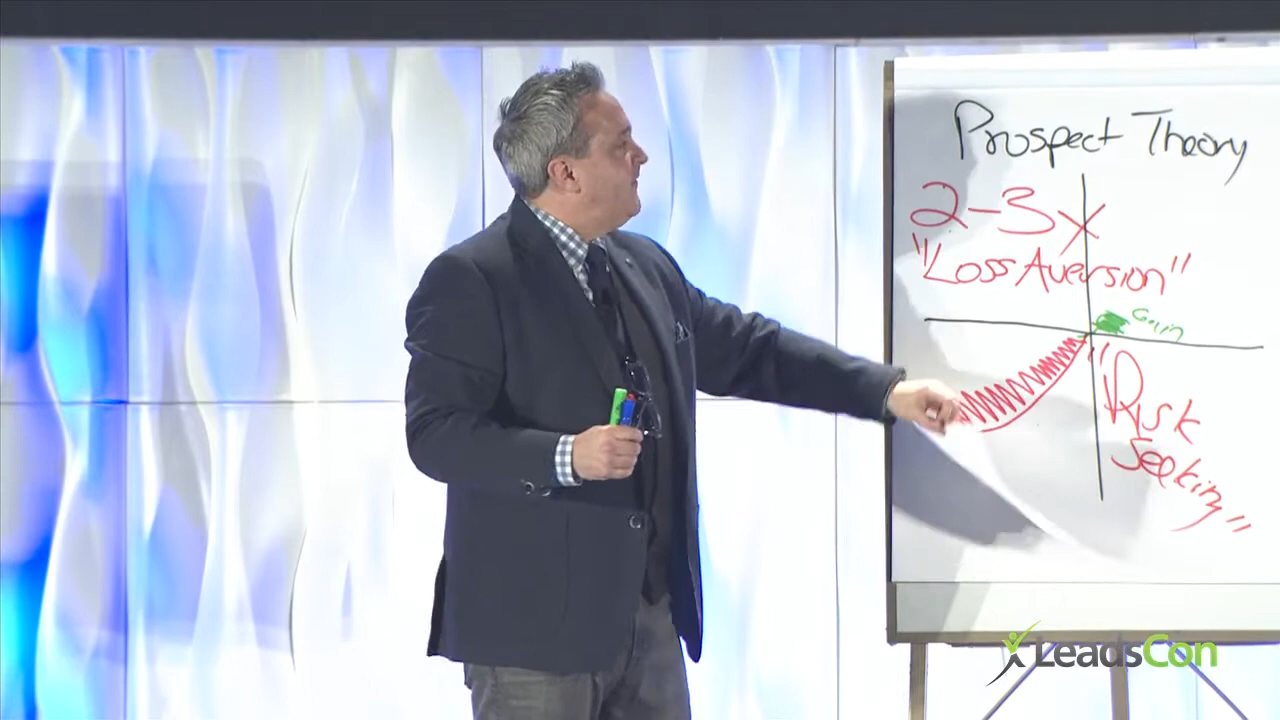 Prospect Theory
2-3x
"Loss Aversion"
Gain
"Risk
Seeking"
LeadsCon